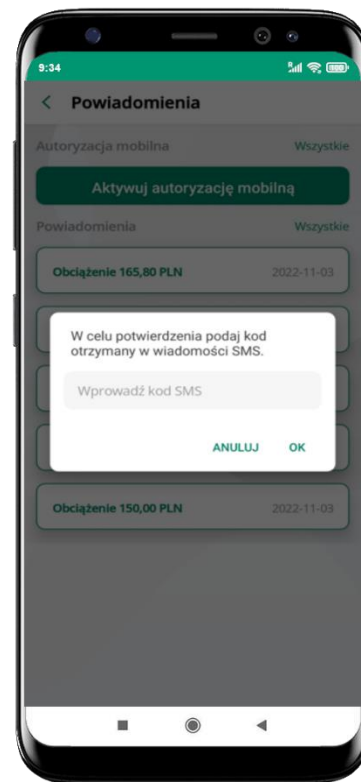 9:34
Powiadomienia
Autoryzacja mobilna Wszystkie
Aktywuj autoryzację mobilną
Powiadomienia Wszystkie
Obciążenie 165,80 PLN 2022-11-03
W celu potwierdzenia podaj kod
otrzymany w wiadomości SMS.
Wprowadź kod SMS
ANULUJ OK
Obciążenie 150,00 PLN 2022-11-03